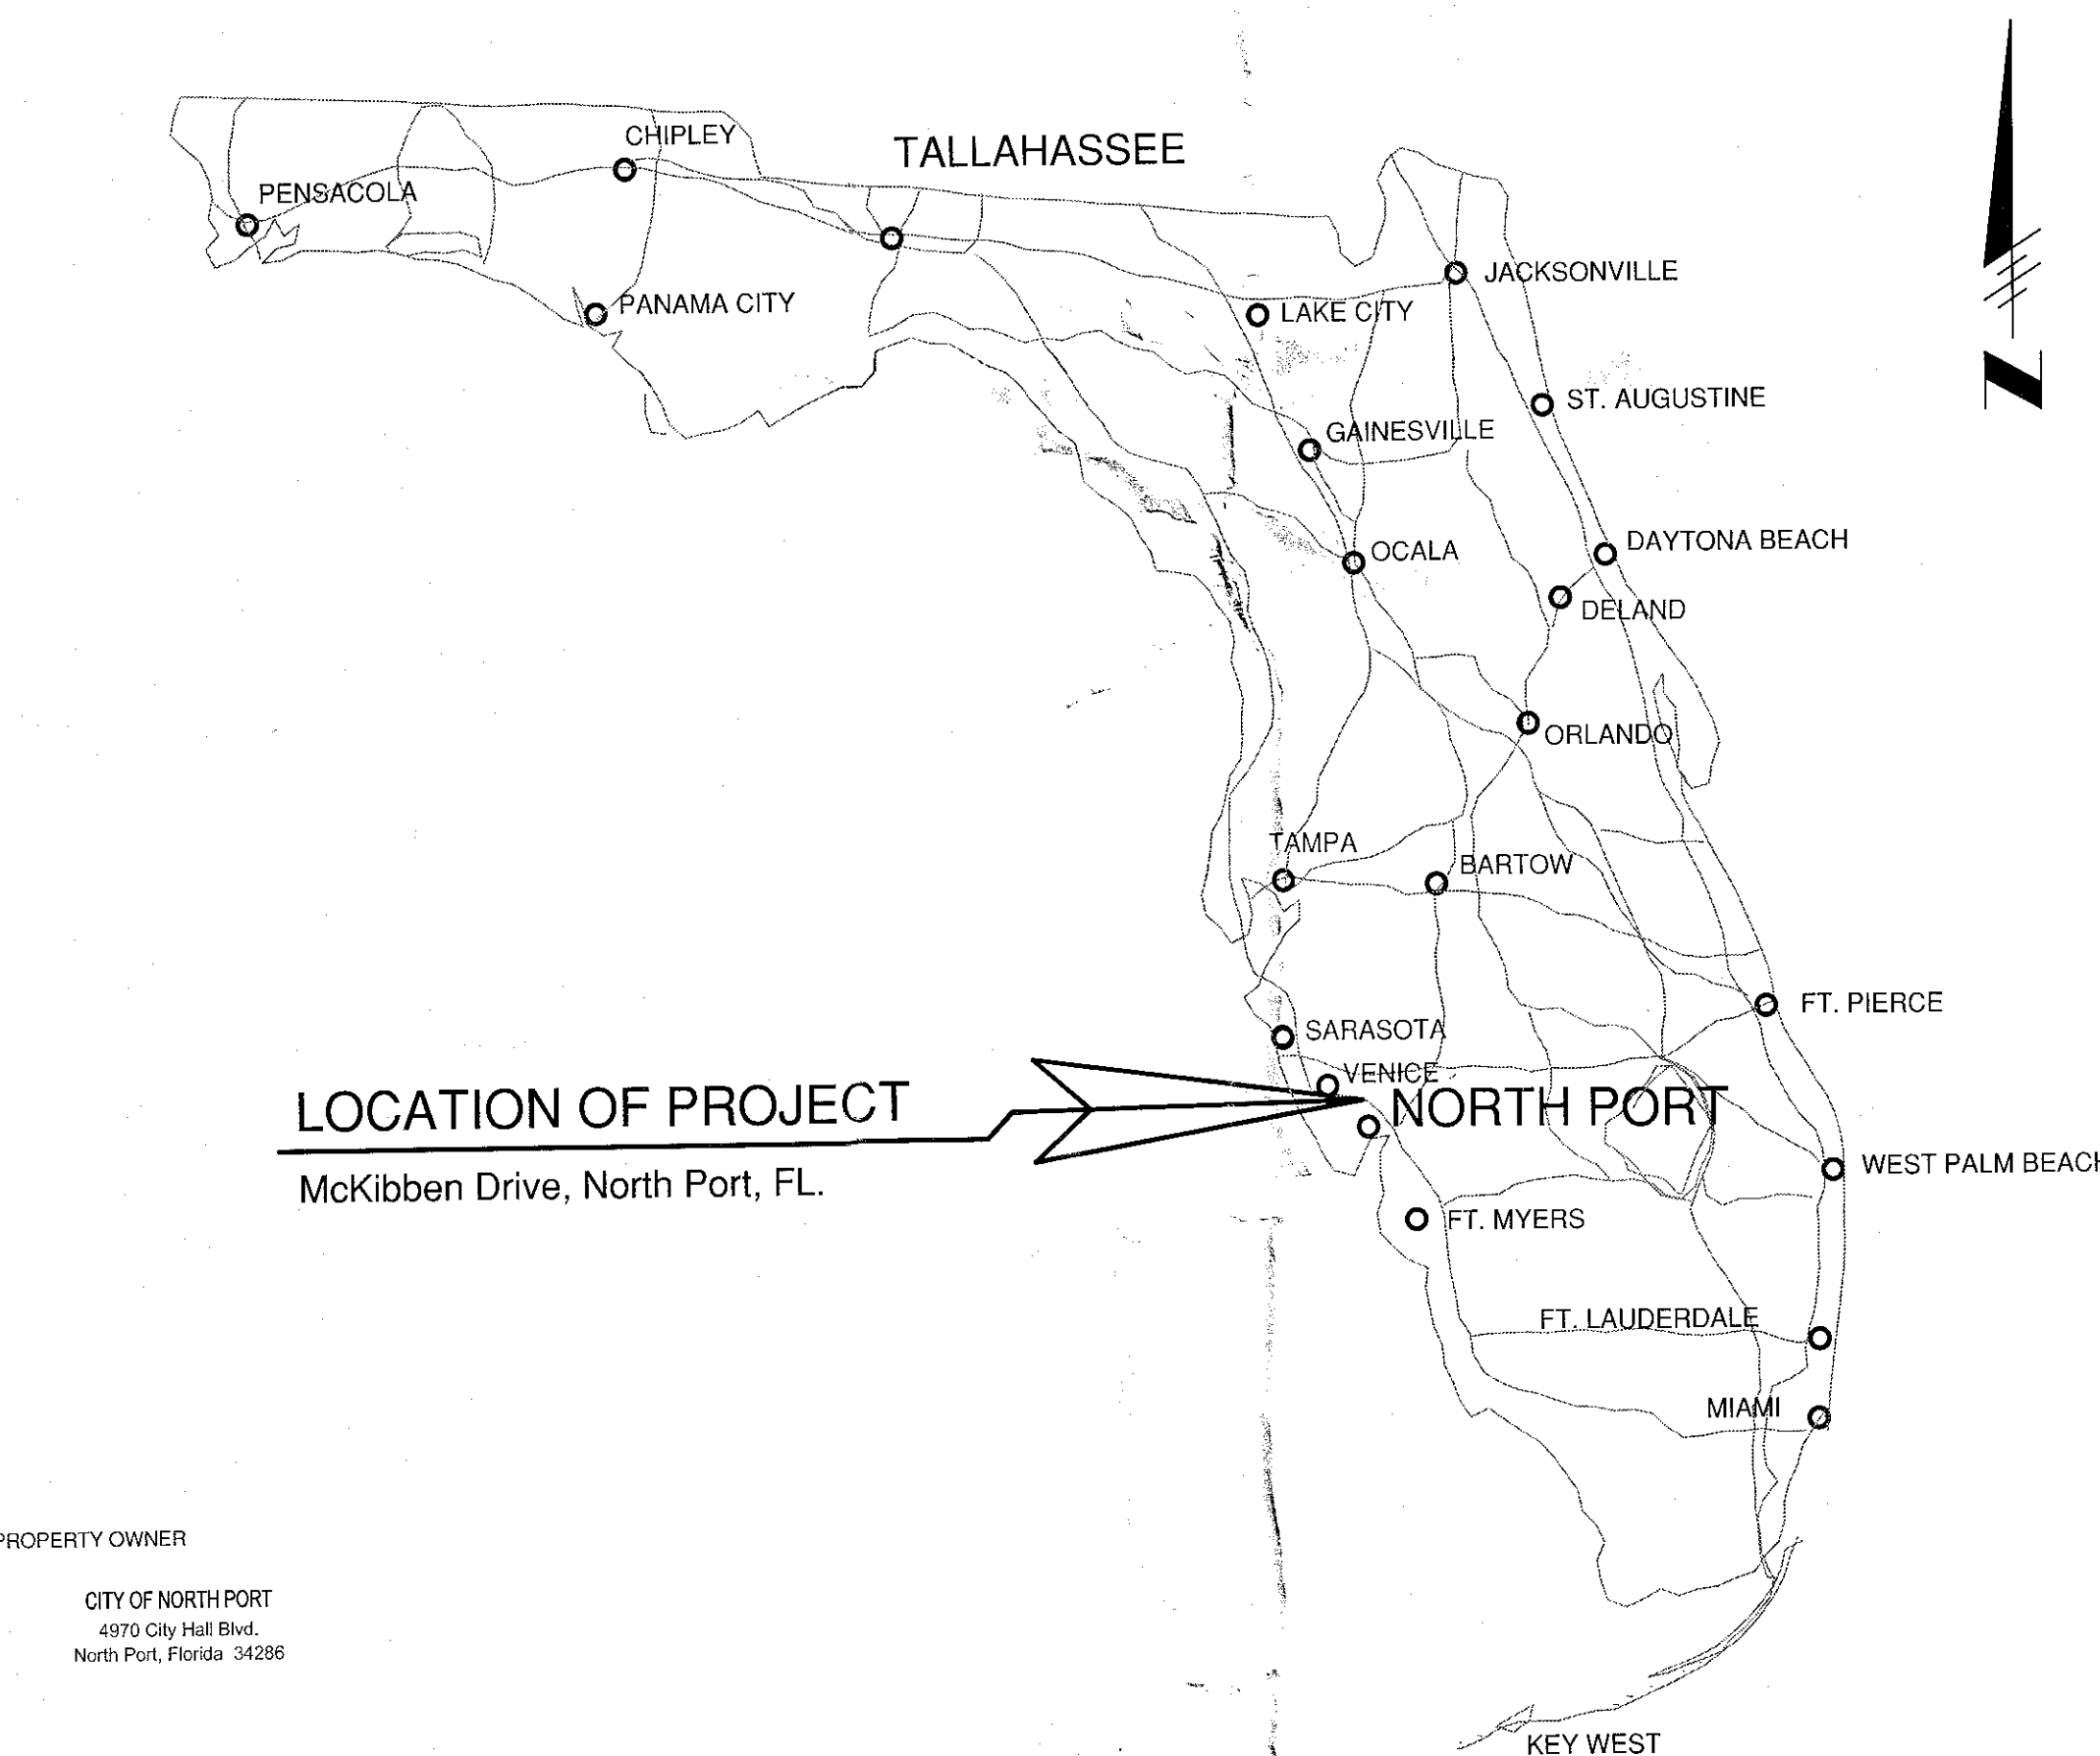 CHIPLEY
TALLAHASSEE
PENSACOLA
JACKSONVILLE
PANAMA CITY
LAKE CITY
N
ST. AUGUSTINE
GAINESVILLE
DAYTONA BEACH
OCALA
DELAND
ORLANDO
TAMPA
BARTOW
FT. PIERCE
SARASOTA
VENICE
LOCATION OF PROJECT
NORTH PORT
WEST PALM BEACH
McKibben Drive, North Port, FL.
FT. MYERS
FT. LAUDERDALE
MIAMI
PROPERTY OWNER
CITY OF NORTH PORT
4970 City Hall Blvd.
North Port, Florida 34286
KEY WEST